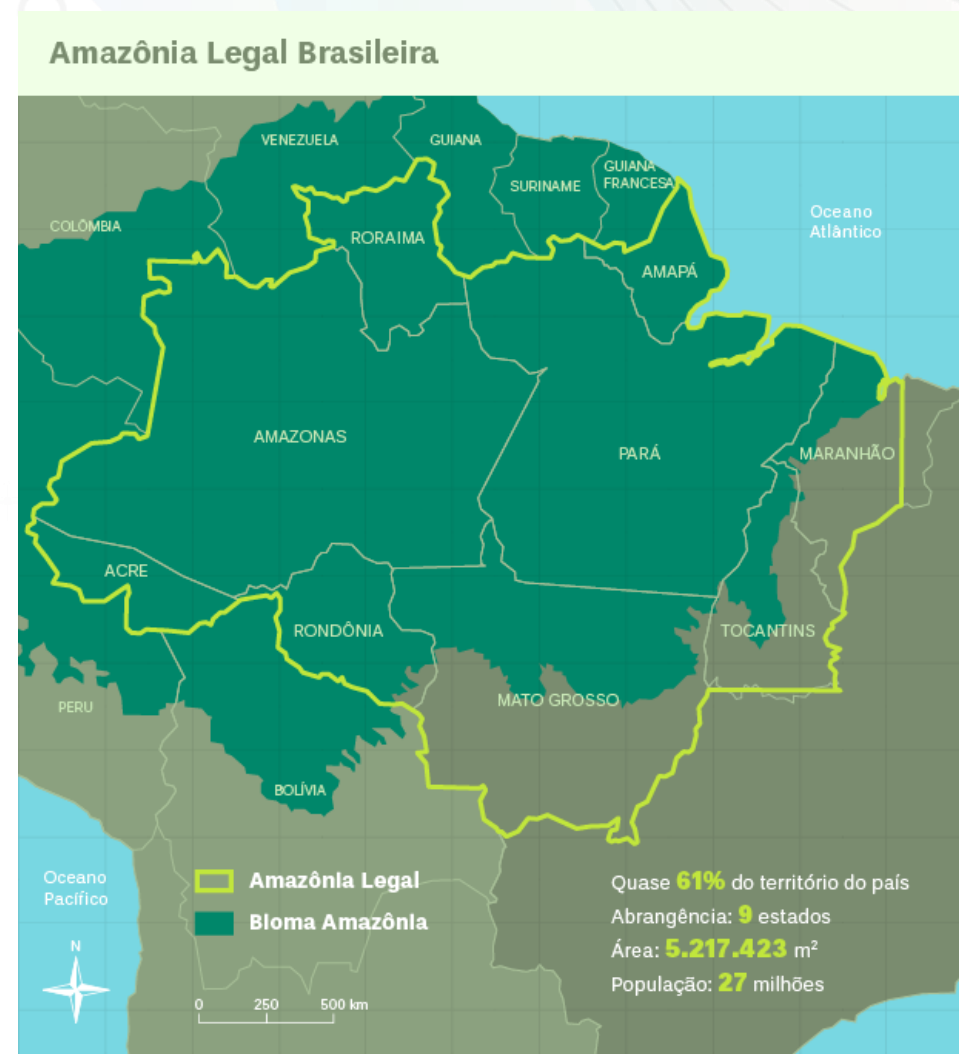 Amazônia Legal Brasileira
VENEZUELA
GUIANA
GUIANA
FRANCESA
SURINAME
COLÔMBIA
Oceano
Atlântico
RORAIMA
AMAPÁ
AMAZONAS
PARÁ
MARANHÃO
ACRE
RONDÔNIA
TOCANTINS
MATO GROSSO
PERU
BOLÍVIA
Oceano
Pacífico
N
Amazônia Legal
Bioma Amazônia
0 250 500 km
Quase 61% do território do país
Abrangência: 9 estados
Área: 5.217.423 m²
População: 27 milhões